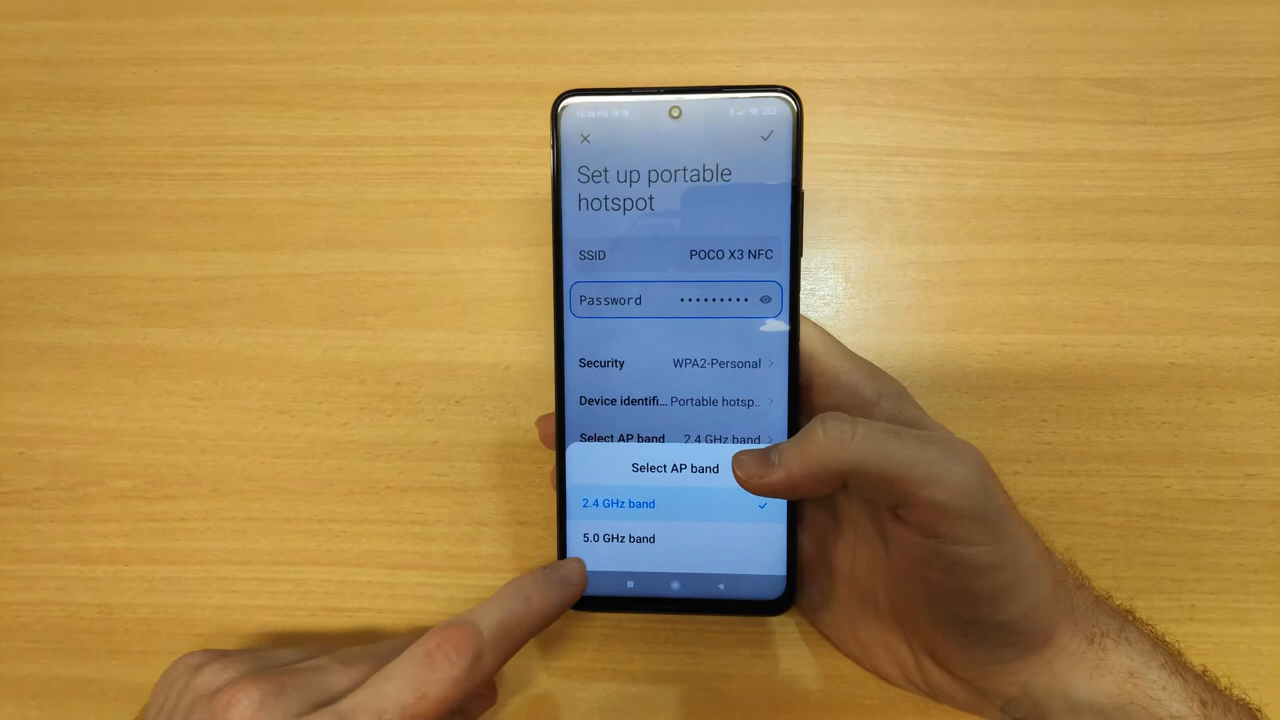 Set up portable
hotspot
SSID POCO X3 NFC
Password •••••••••
Security WPA2-Personal
Device identifi... Portable hotsp..
Select AP band 2.4 GHz band
Select AP band
2.4 GHz band
5.0 GHz band